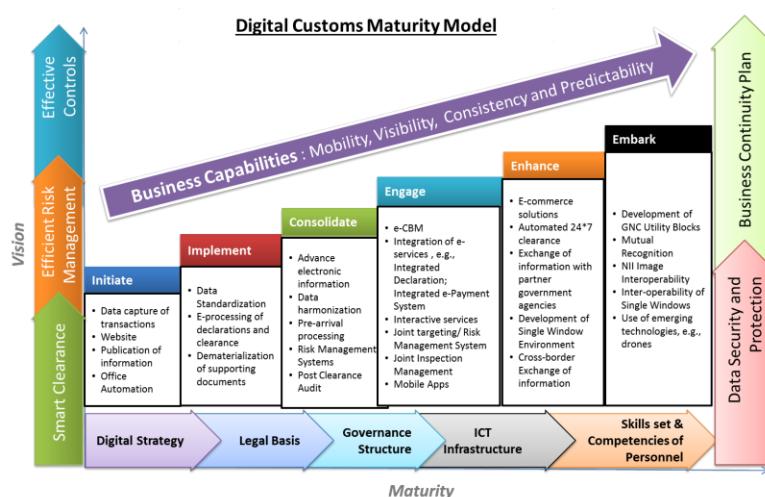 Digital Customs Maturity Model
Effective
Controls
Efficient Risk
Management
Smart Clearance
Vision
Business Capabilities : Mobility, Visibility, Consistency and Predictability
Initiate
• Data capture of
transactions
• Website
• Publication of
information
• Office
Automation
Implement
• Data
Standardization
• E-processing of
declarations and
clearance
• Dematerialization
of supporting
documents
Consolidate
• Advance
electronic
information
• Data
harmonization
• Pre-arrival
processing
• Risk Management
Systems
• Post Clearance
Audit
Engage
• e-CBM
• Integration of e-
services , e.g.,
Integrated
Declaration;
Integrated e-Payment
System
• Interactive services
• Joint targeting/ Risk
Management System
• Joint Inspection
Management
• Mobile Apps
Enhance
• E-commerce
solutions
• Automated 24*7
clearance
• Exchange of
information with
partner
government
agencies
• Development of
Single Window
Environment
• Cross-border
Exchange of
information
Embark
• Development of
GNC Utility Blocks
• Mutual
Recognition
• NII Image
Interoperability
• Inter-operability of
Single Windows
• Use of emerging
technologies, e.g.,
drones
Business Continuity Plan
Data Security and
Protection
Digital Strategy
Legal Basis
Governance
Structure
ICT
Infrastructure
Skills set &
Competencies of
Personnel
Maturity